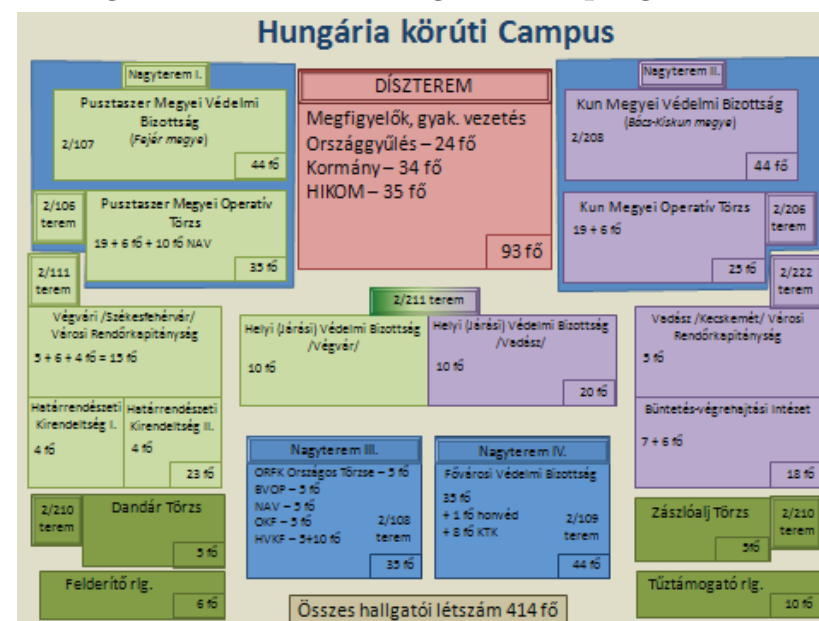 Hungária körúti Campus
Nagyterem I.
Pusztaszer Megyei Védelmi
Bizottság
(Fejér megye)
2/107
44 fő
2/106
terem
Pusztaszer Megyei Operatív
Törzs
19 + 6 fő + 10 fő NAV
35 fő
DÍSZTEREM
Megfigyelők, gyak. vezetés
Országgyűlés – 24 fő
Kormány – 34 fő
HIKOM – 35 fő
93 fő
Nagyterem II.
Kun Megyei Védelmi Bizottság
(Bács-Kiskun megye)
2/208
44 fő
Kun Megyei Operatív Törzs
19 + 6 fő
2/206
terem
25 fő
2/111
terem
Végvári /Székesfehérvár/
Városi Rendőrkapitányság
5 + 6 + 4 fő = 15 fő
Határrendészeti
Kirendeltség I.
4 fő
Határrendészeti
Kirendeltség II.
4 fő
23 fő
2/211 terem
Helyi (Járási) Védelmi Bizottság
/Végvár/
10 fő
Helyi (Járási) Védelmi Bizottság
/Vadász/
10 fő
20 fő
2/222
terem
Vadász /Kecskemét/ Városi
Rendőrkapitányság
5 fő
Büntetés-végrehajtási Intézet
7 + 6 fő
18 fő
Nagyterem III.
ORFK Országos Törzse – 5 fő
BVOP – 5 fő
NAV – 5 fő
OKF – 5 fő
HVKF – 5+10 fő
2/108
terem
35 fő
Nagyterem IV.
Fővárosi Védelmi Bizottság
35 fő
+ 1 fő honvéd
+ 8 fő KTK
2/109
terem
44 fő
2/210
terem
Dandár Törzs
5 fő
Felderítő rlg.
6 fő
Zászlóalj Törzs
2/210
terem
5fő
Tűztámogató rlg.
10 fő
Összes hallgatói létszám 414 fő